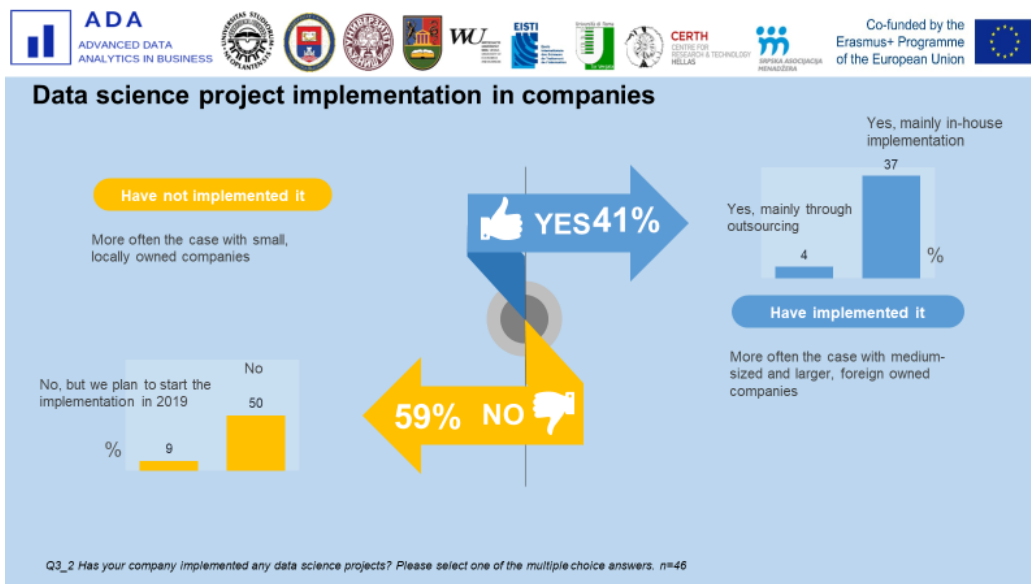 ADA
ADVANCED DATA
ANALYTICS IN BUSINESS
WU
EISTI
CERTH
CENTRE FOR
RESEARCH & TECHNOLOGY
HELLAS
SRPSKA ASOCIJACIJA
MENADŽERA
Co-funded by the
Erasmus+ Programme
of the European Union
Data science project implementation in companies
Have not implemented it
More often the case with small,
locally owned companies
YES 41%
Yes, mainly in-house
implementation
37
Yes, mainly through
outsourcing
4
%
Have implemented it
More often the case with medium-
sized and larger, foreign owned
companies
59% NO
No
No, but we plan to start the
implementation in 2019
50
%
9
Q3_2 Has your company implemented any data science projects? Please select one of the multiple choice answers. n=46